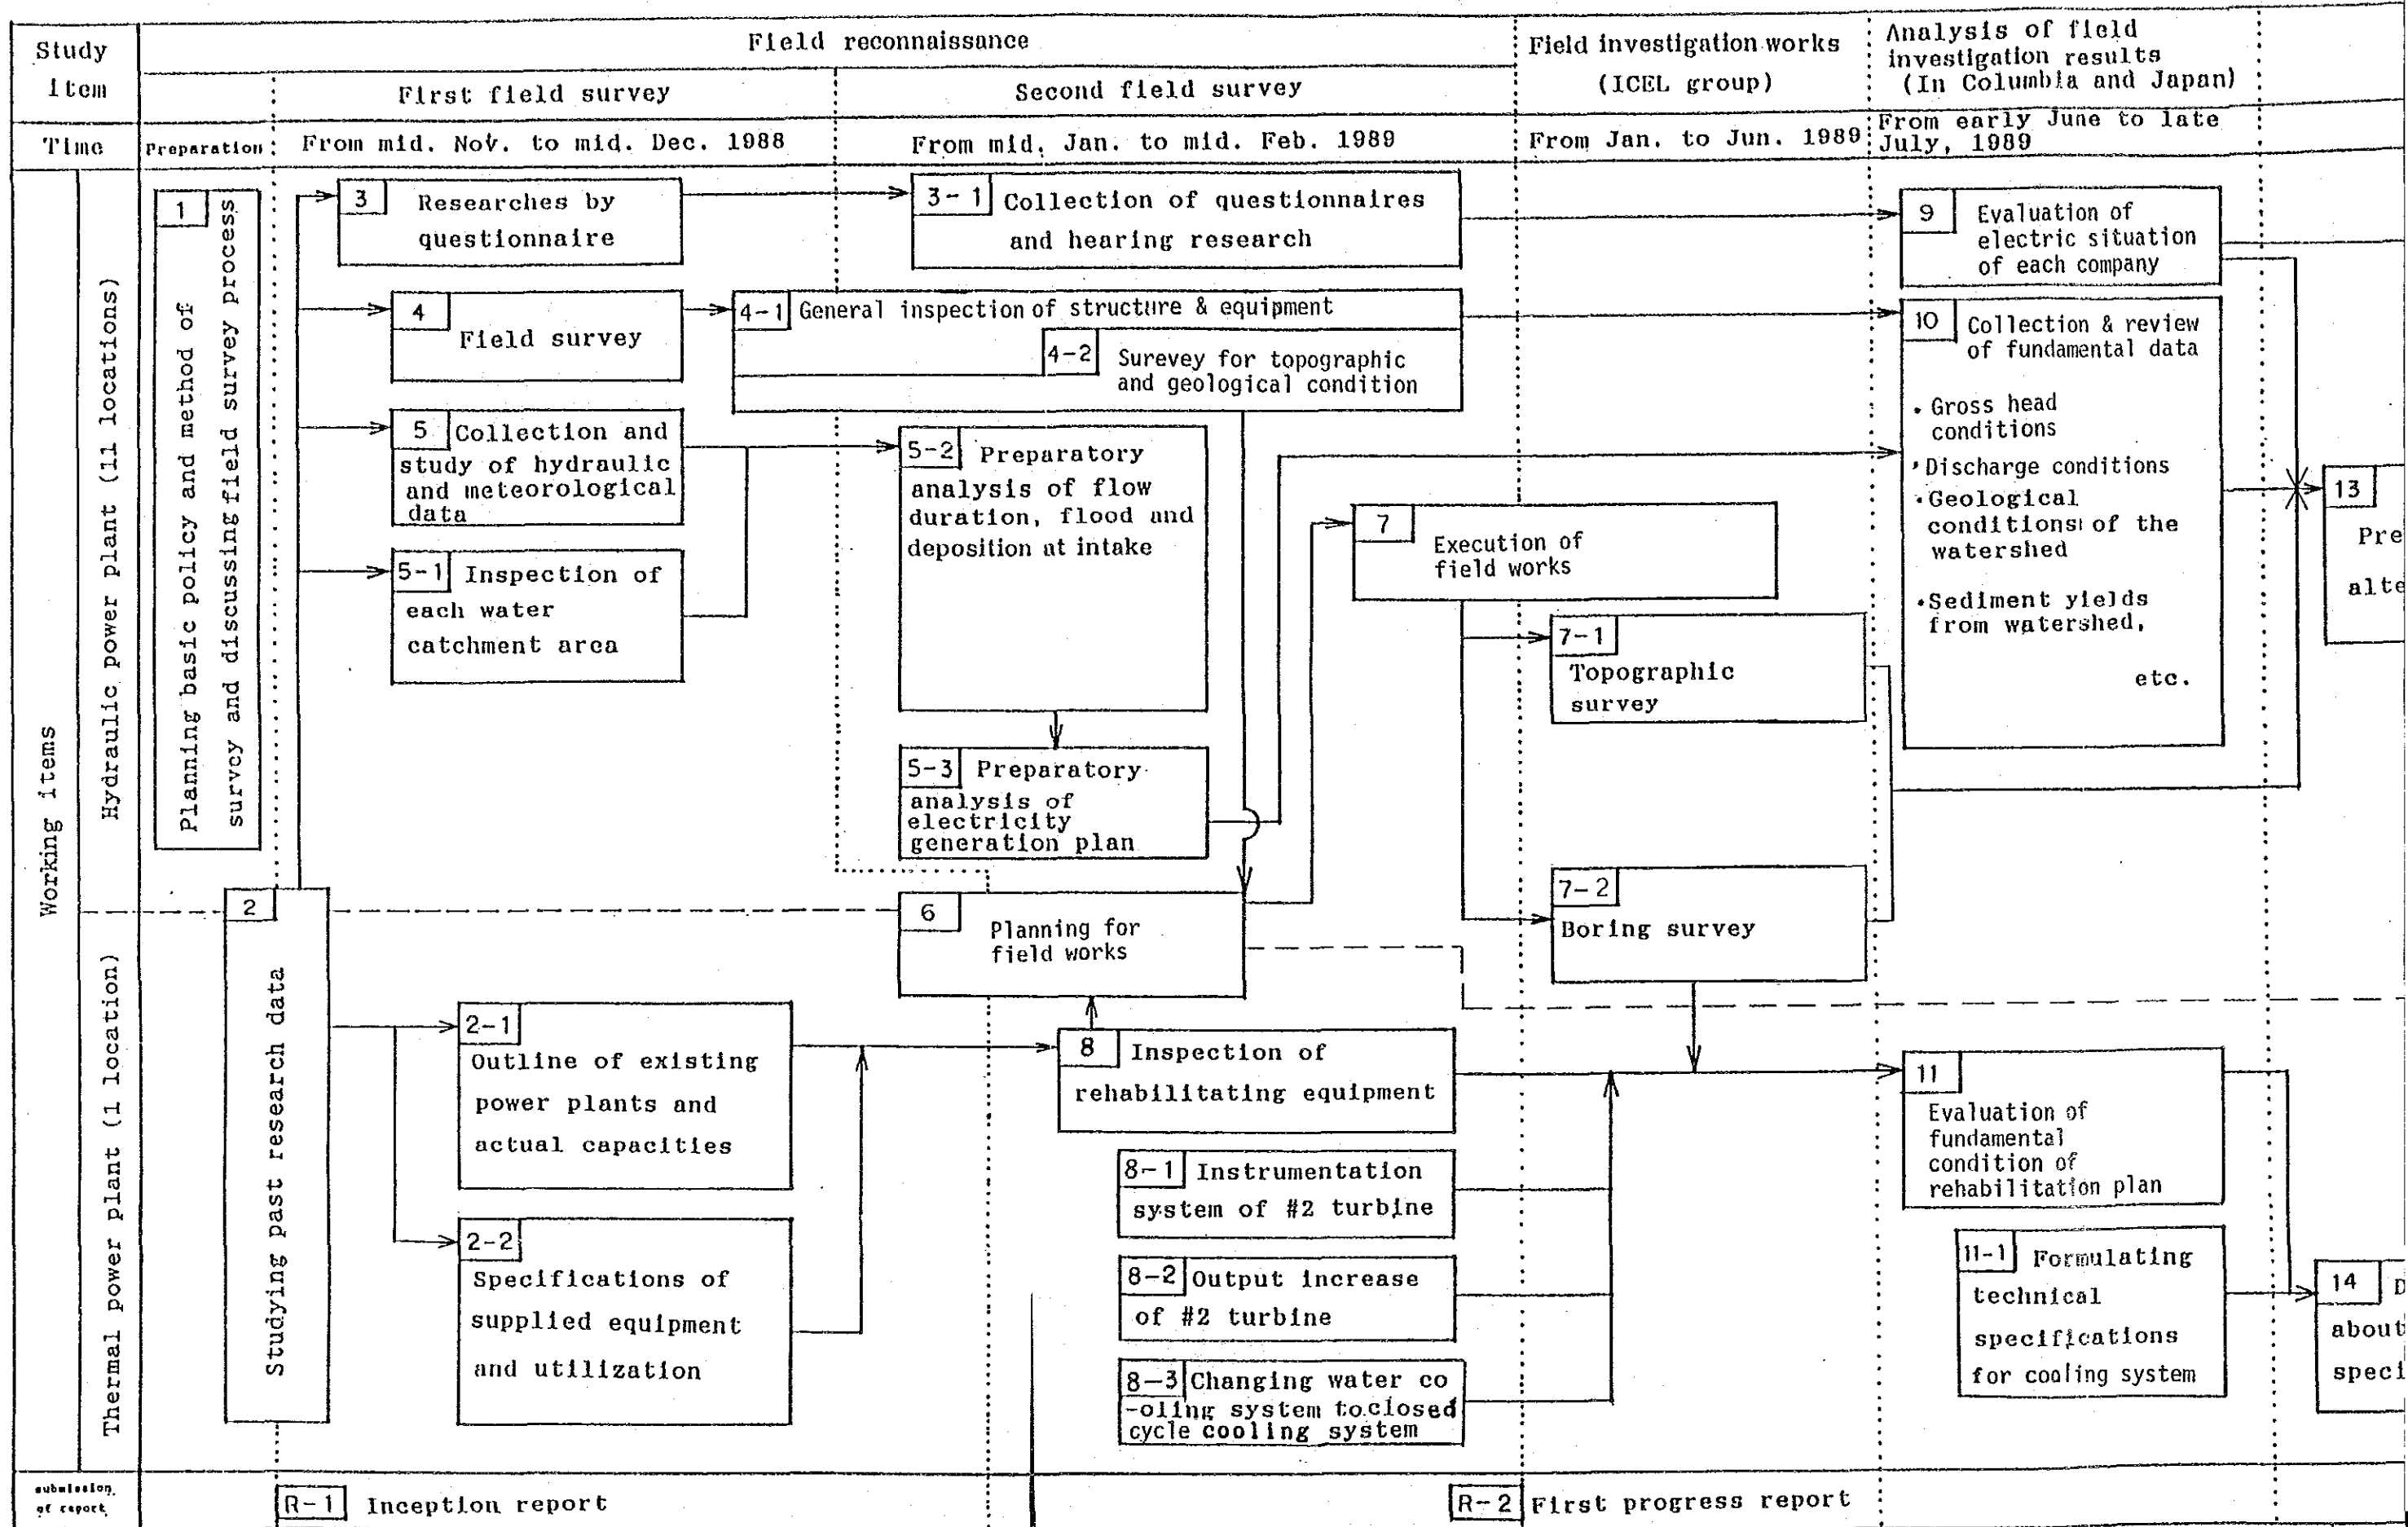 Study
item
Field reconnaissance
Field investigation works
(ICEL group)
Analysis of field
investigation results
(In Columbia and Japan)
First field survey
Second field survey
Time
Preparation
From mid. Nov. to mid. Dec. 1988
From mid. Jan. to mid. Feb. 1989
From Jan. to Jun. 1989
From early June to late
July, 1989
Working items
Hydraulic power plant (11 locations)
Thermal power plant (1 location)
1
Planning basic policy and method of
survey and discussing field survey process
2
Studying past research data
3 Researches by
questionnaire
3-1 Collection of questionnaires
and hearing research
4
Field survey
4-1 General inspection of structure & equipment
4-2 Surevey for topographic
and geological condition
5 Collection and
study of hydraulic
and meteorological
data
5-1 Inspection of
each water
catchment area
5-2 Preparatory
analysis of flow
duration, flood and
deposition at intake
5-3 Preparatory
analysis of
electricity
generation plan
6
Planning for
field works
7
Execution of
field works
7-1
Topographic
survey
7-2
Boring survey
9 Evaluation of
electric situation
of each company
10 Collection & review
of fundamental data
• Gross head
conditions
• Discharge conditions
• Geological
conditions of the
watershed
• Sediment yields
from watershed,
etc.
13
Pre
alte
2-1
Outline of existing
power plants and
actual capacities
2-2
Specifications of
supplied equipment
and utilization
8 Inspection of
rehabilitating equipment
8-1 Instrumentation
system of #2 turbine
8-2 Output increase
of #2 turbine
8-3 Changing water co
-oling system to closed
cycle cooling system
11
Evaluation of
fundamental
condition of
rehabilitation plan
11-1 Formulating
technical
specifications
for cooling system
14 D
about
speci
submission
of report
R-1 Inception report
R-2 First progress report